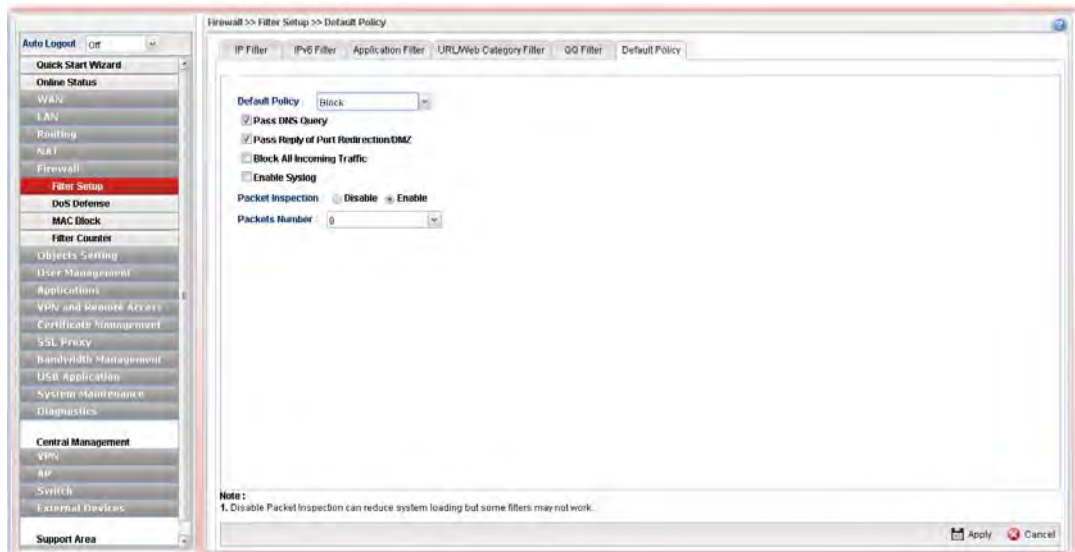 Firewall >> Filter Setup >> Default Policy
Auto Logout : Off
Quick Start Wizard
Online Status
WAN
LAN
Routing
NAT
Firewall
Filter Setup
DoS Defense
MAC Block
Filter Counter
Objects Setting
User Management
Applications
VPN and Remote Access
Certificate Management
SSL Proxy
Bandwidth Management
USB Application
System Maintenance
Diagnostics
Central Management
VPN
AP
Switch
External Devices
Support Area
IP Filter IPv6 Filter Application Filter URL/Web Category Filter QQ Filter Default Policy
Default Policy : Block
Pass DNS Query
Pass Reply of Port Redirection/DMZ
Block All Incoming Traffic
Enable Syslog
Packet Inspection : Disable Enable
Packets Number :
Note :
1. Disable Packet Inspection can reduce system loading but some filters may not work.
Apply Cancel